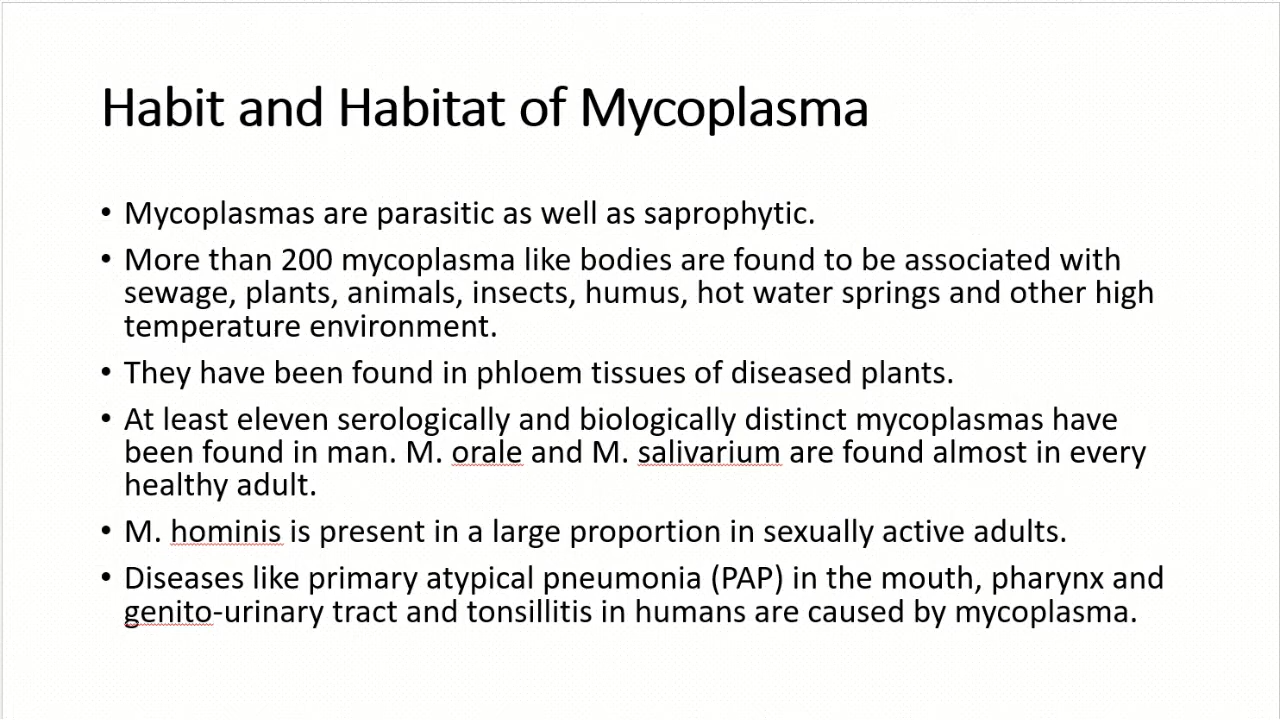 Habit and Habitat of Mycoplasma
• Mycoplasmas are parasitic as well as saprophytic.
• More than 200 mycoplasma like bodies are found to be associated with
sewage, plants, animals, insects, humus, hot water springs and other high
temperature environment.
• They have been found in phloem tissues of diseased plants.
• At least eleven serologically and biologically distinct mycoplasmas have
been found in man. M. orale and M. salivarium are found almost in every
healthy adult.
• M. hominis is present in a large proportion in sexually active adults.
• Diseases like primary atypical pneumonia (PAP) in the mouth, pharynx and
genito-urinary tract and tonsillitis in humans are caused by mycoplasma.